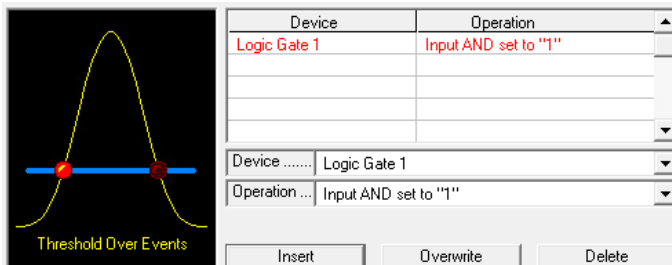 Device Operation
Logic Gate 1 Input AND set to "1"
Device ....... Logic Gate 1
Operation ... Input AND set to "1"
Threshold Over Events
Insert Overwrite Delete